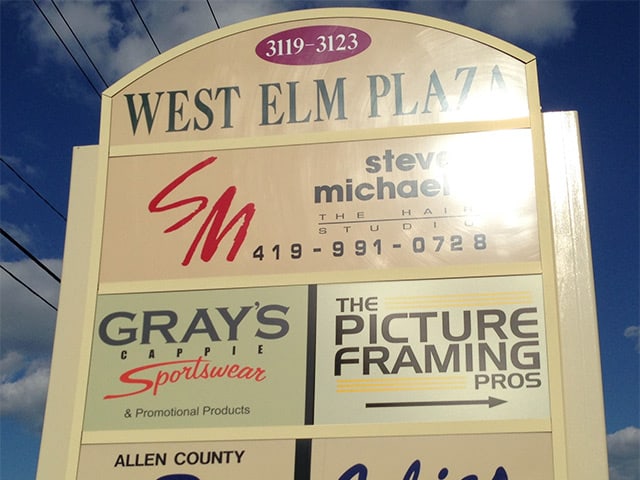 3119-3123
WEST ELM PLAZA
SM
steve
michael
THE HAIR
STUDIO
419-991-0728
GRAY'S
CAPPIE
Sportswear
& Promotional Products
THE
PICTURE
FRAMING
PROS
ALLEN COUNTY